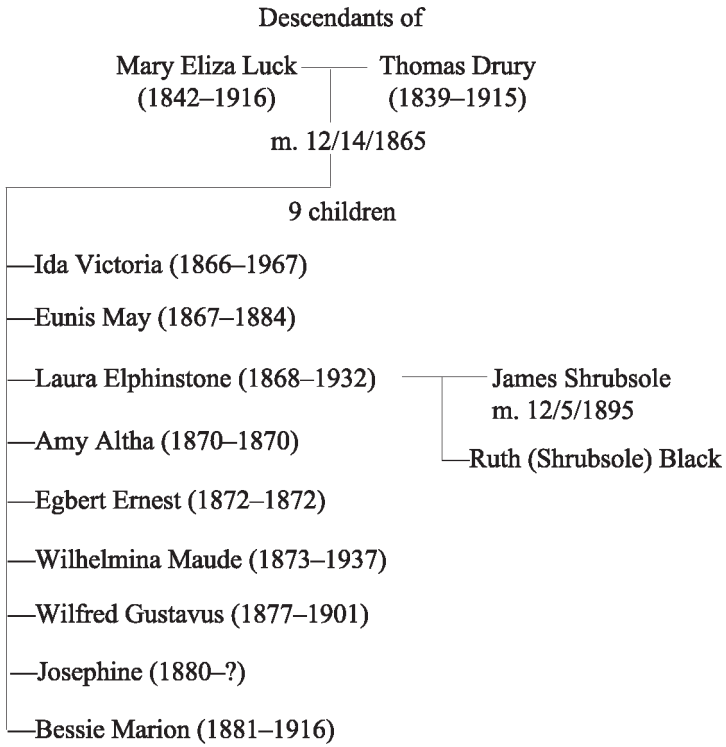 Descendants of
Mary Eliza Luck Thomas Drury
(1842–1916) (1839–1915)
m. 12/14/1865
9 children
Ida Victoria (1866–1967)
Eunis May (1867–1884)
Laura Elphinstone (1868–1932) James Shrubsole
m. 12/5/1895
Amy Altha (1870–1870)
Ruth (Shrubsole) Black
Egbert Ernest (1872–1872)
Wilhelmina Maude (1873–1937)
Wilfred Gustavus (1877–1901)
Josephine (1880–?)
Bessie Marion (1881–1916)